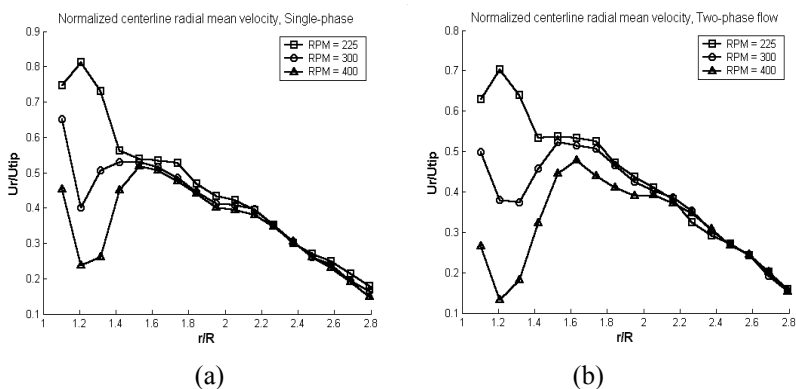 Normalized centerline radial mean velocity, Single-phase
0.9
0.8
0.7
0.6
0.5
0.4
0.3
0.2
0.1
Ur/Utip
RPM = 225
RPM = 300
RPM = 400
1 1.2 1.4 1.6 1.8 2 2.2 2.4 2.6 2.8
r/R
(a)
Normalized centerline radial mean velocity, Two-phase flow
0.8
0.7
0.6
0.5
0.4
0.3
0.2
0.1
Ur/Utip
RPM = 225
RPM = 300
RPM = 400
1 1.2 1.4 1.6 1.8 2 2.2 2.4 2.6 2.8
r/R
(b)